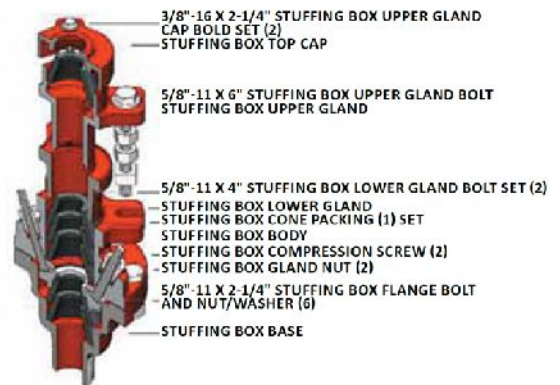 3/8"-16 X 2-1/4" STUFFING BOX UPPER GLAND
CAP BOLD SET (2)
STUFFING BOX TOP CAP
5/8"-11 X 6" STUFFING BOX UPPER GLAND BOLT
STUFFING BOX UPPER GLAND
5/8"-11 X 4" STUFFING BOX LOWER GLAND BOLT SET (2)
STUFFING BOX LOWER GLAND
STUFFING BOX CONE PACKING (1) SET
STUFFING BOX BODY
STUFFING BOX COMPRESSION SCREW (2)
STUFFING BOX GLAND NUT (2)
5/8"-11 X 2-1/4" STUFFING BOX FLANGE BOLT
AND NUT/WASHER (6)
STUFFING BOX BASE